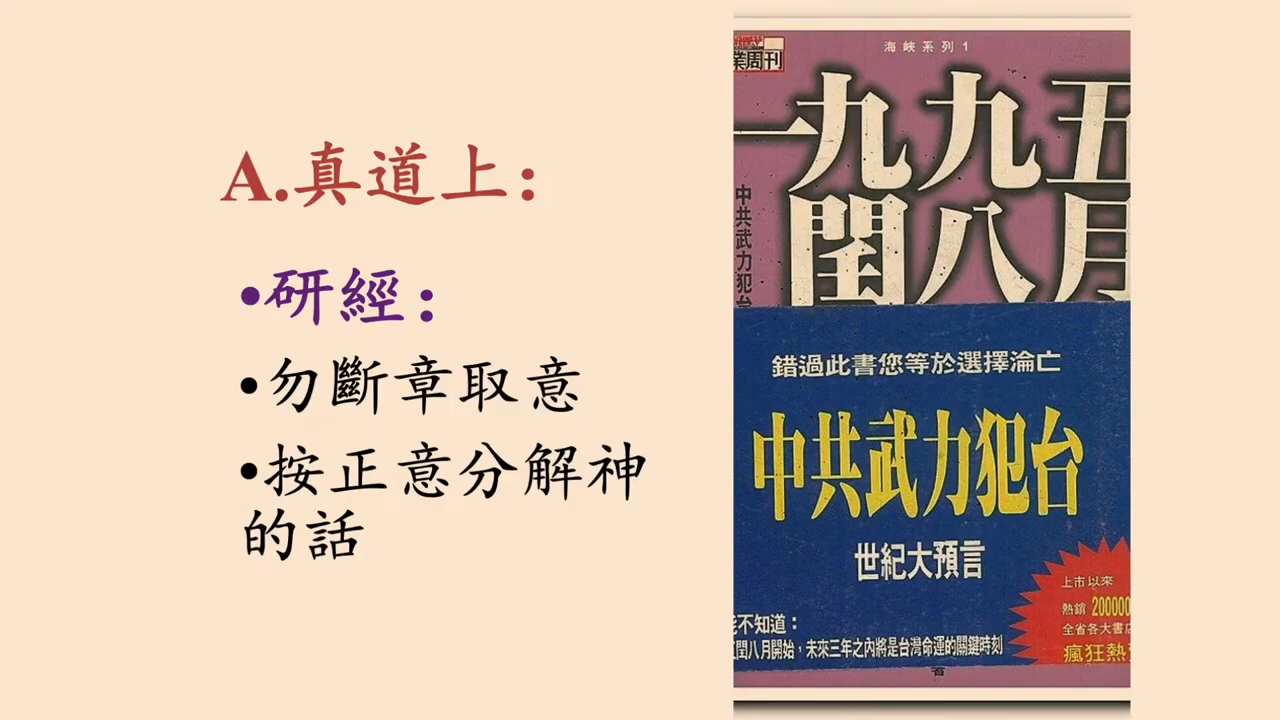 A.真道上：
•研經：
•勿斷章取意
•按正意分解神
的話
業周刊
海峽系列1
一九九五
閏八月
中共武力犯台
錯過此書您等於選擇淪亡
中共武力犯台
世紀大預言
不知道：
閏八月開始，未來三年之內將是台灣命運的關鍵時刻
上市以來
熱銷 200000
全省各大書店
瘋狂熱